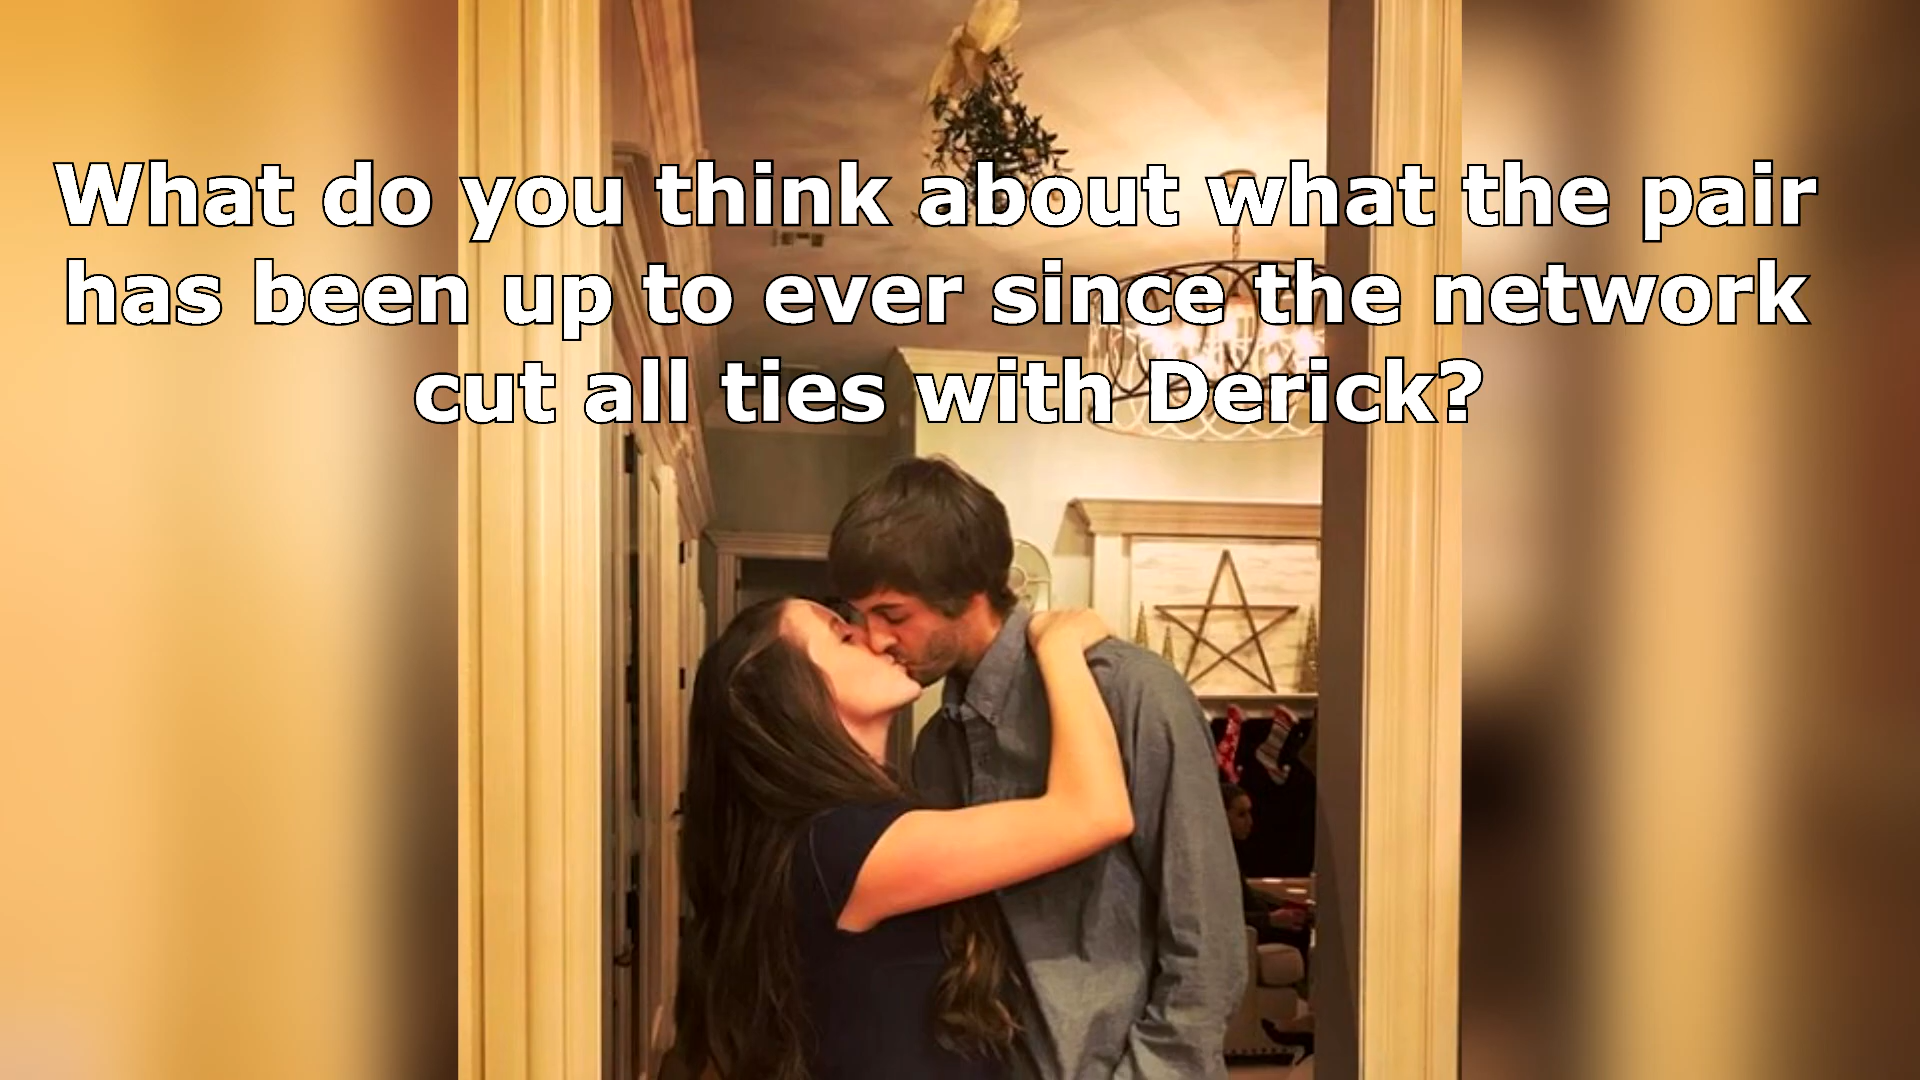 What do you think about what the pair
has been up to ever since the network
cut all ties with Derick?